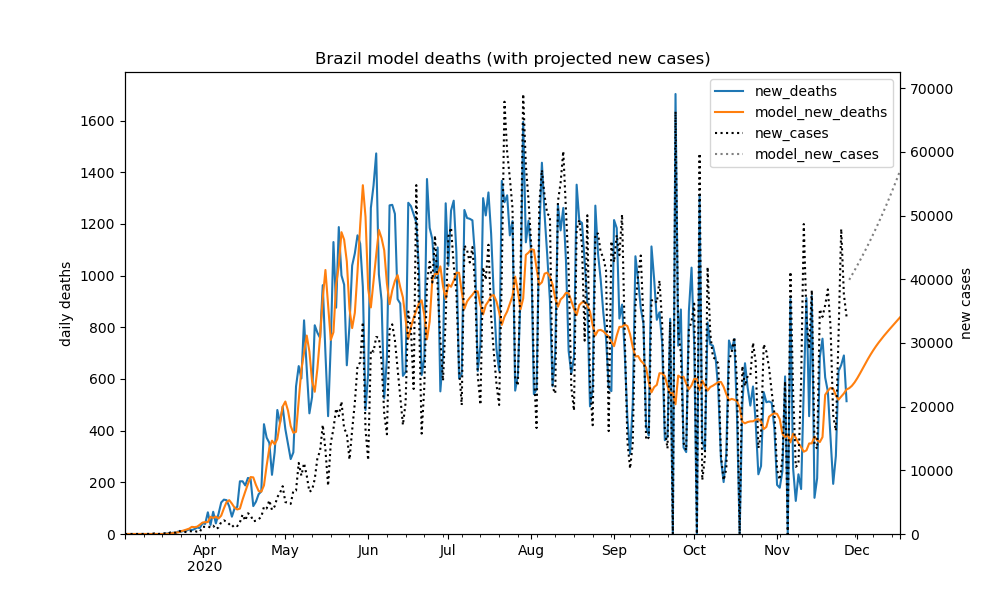 Brazil model deaths (with projected new cases)
new_deaths
model_new_deaths
new_cases
model_new_cases
daily deaths
1600
1400
1200
1000
800
600
400
200
0
new cases
70000
60000
50000
40000
30000
20000
10000
0
Apr May Jun Jul Aug Sep Oct Nov Dec
2020